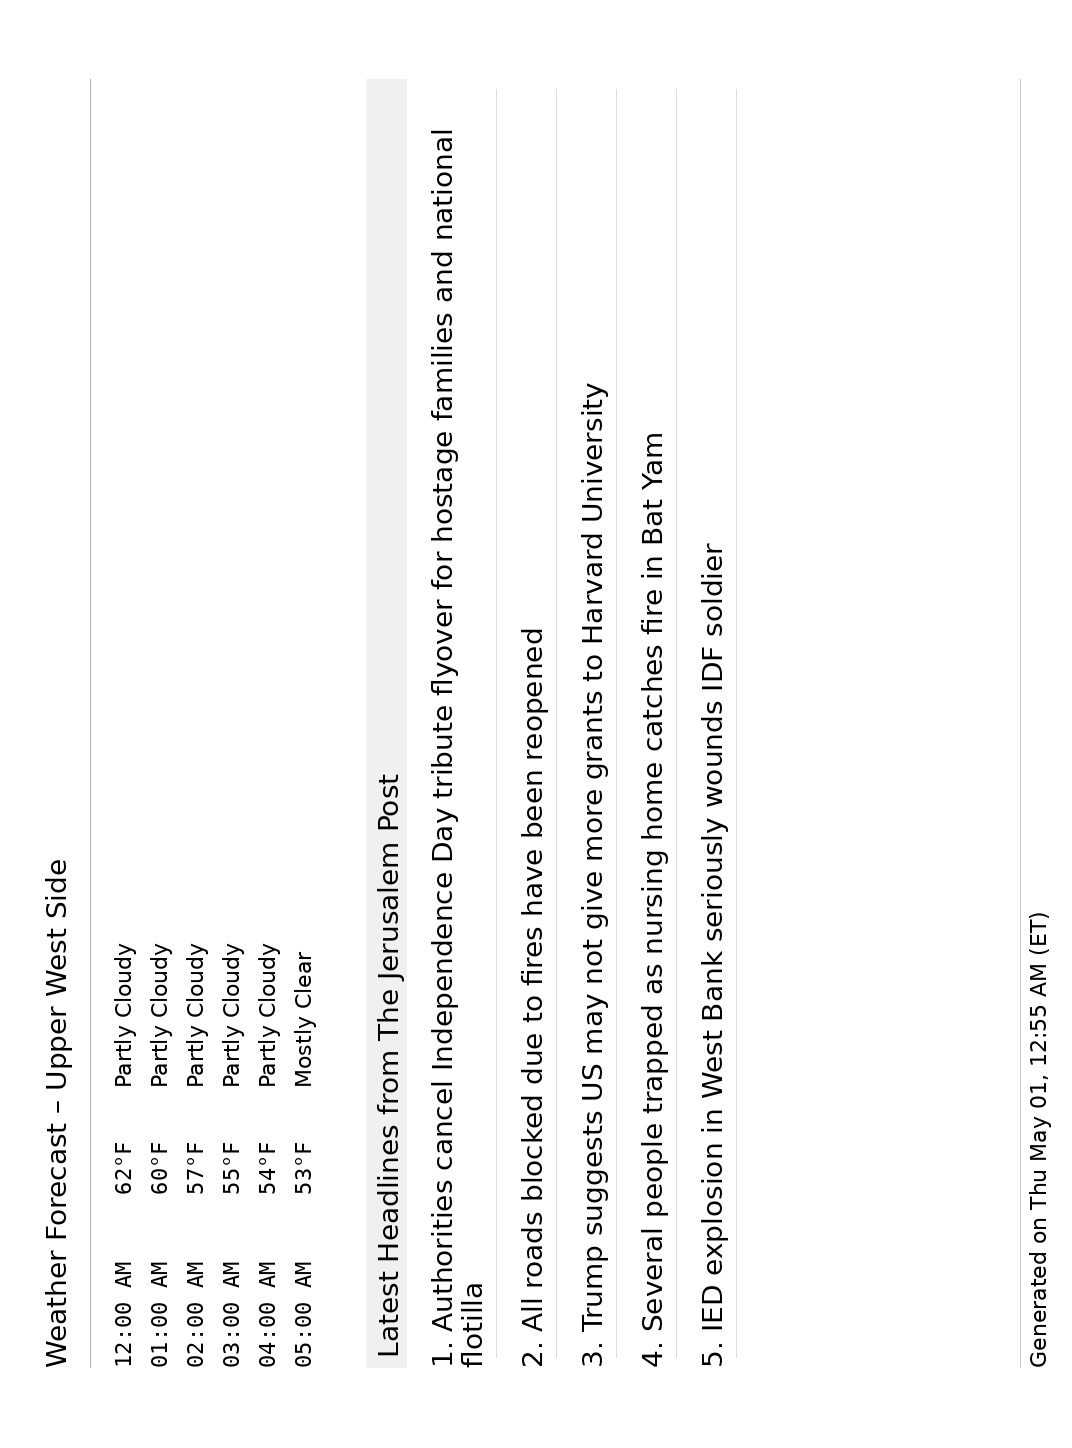 Weather Forecast – Upper West Side
12:00 AM 62°F Partly Cloudy
01:00 AM 60°F Partly Cloudy
02:00 AM 57°F Partly Cloudy
03:00 AM 55°F Partly Cloudy
04:00 AM 54°F Partly Cloudy
05:00 AM 53°F Mostly Clear
Latest Headlines from The Jerusalem Post
1. Authorities cancel Independence Day tribute flyover for hostage families and national
flotilla
2. All roads blocked due to fires have been reopened
3. Trump suggests US may not give more grants to Harvard University
4. Several people trapped as nursing home catches fire in Bat Yam
5. IED explosion in West Bank seriously wounds IDF soldier
Generated on Thu May 01, 12:55 AM (ET)